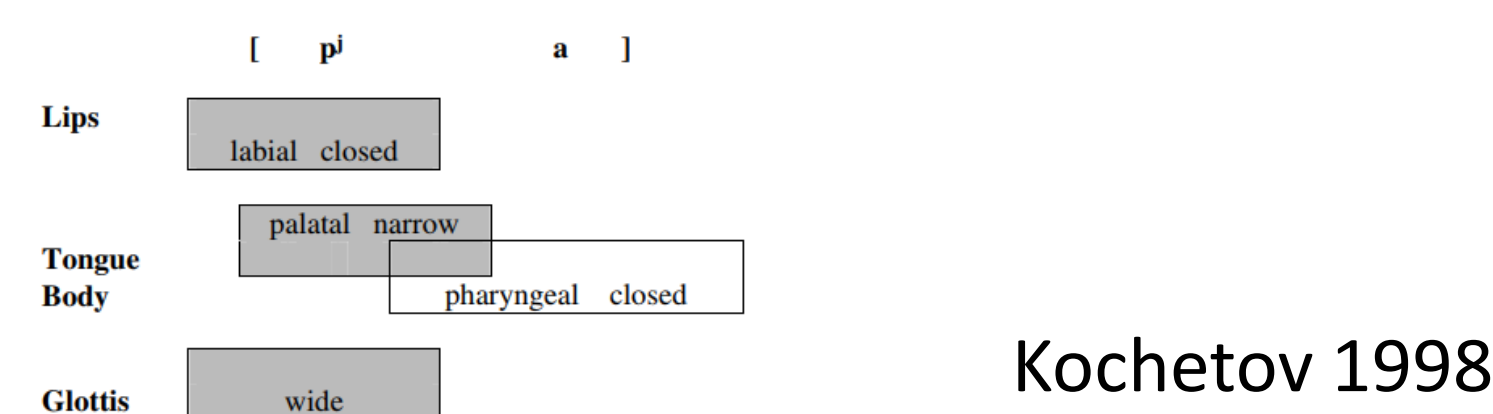 [ pʲ a ]
Lips
labial closed
palatal narrow
Tongue
Body
pharyngeal closed
Kochetov 1998
Glottis
wide